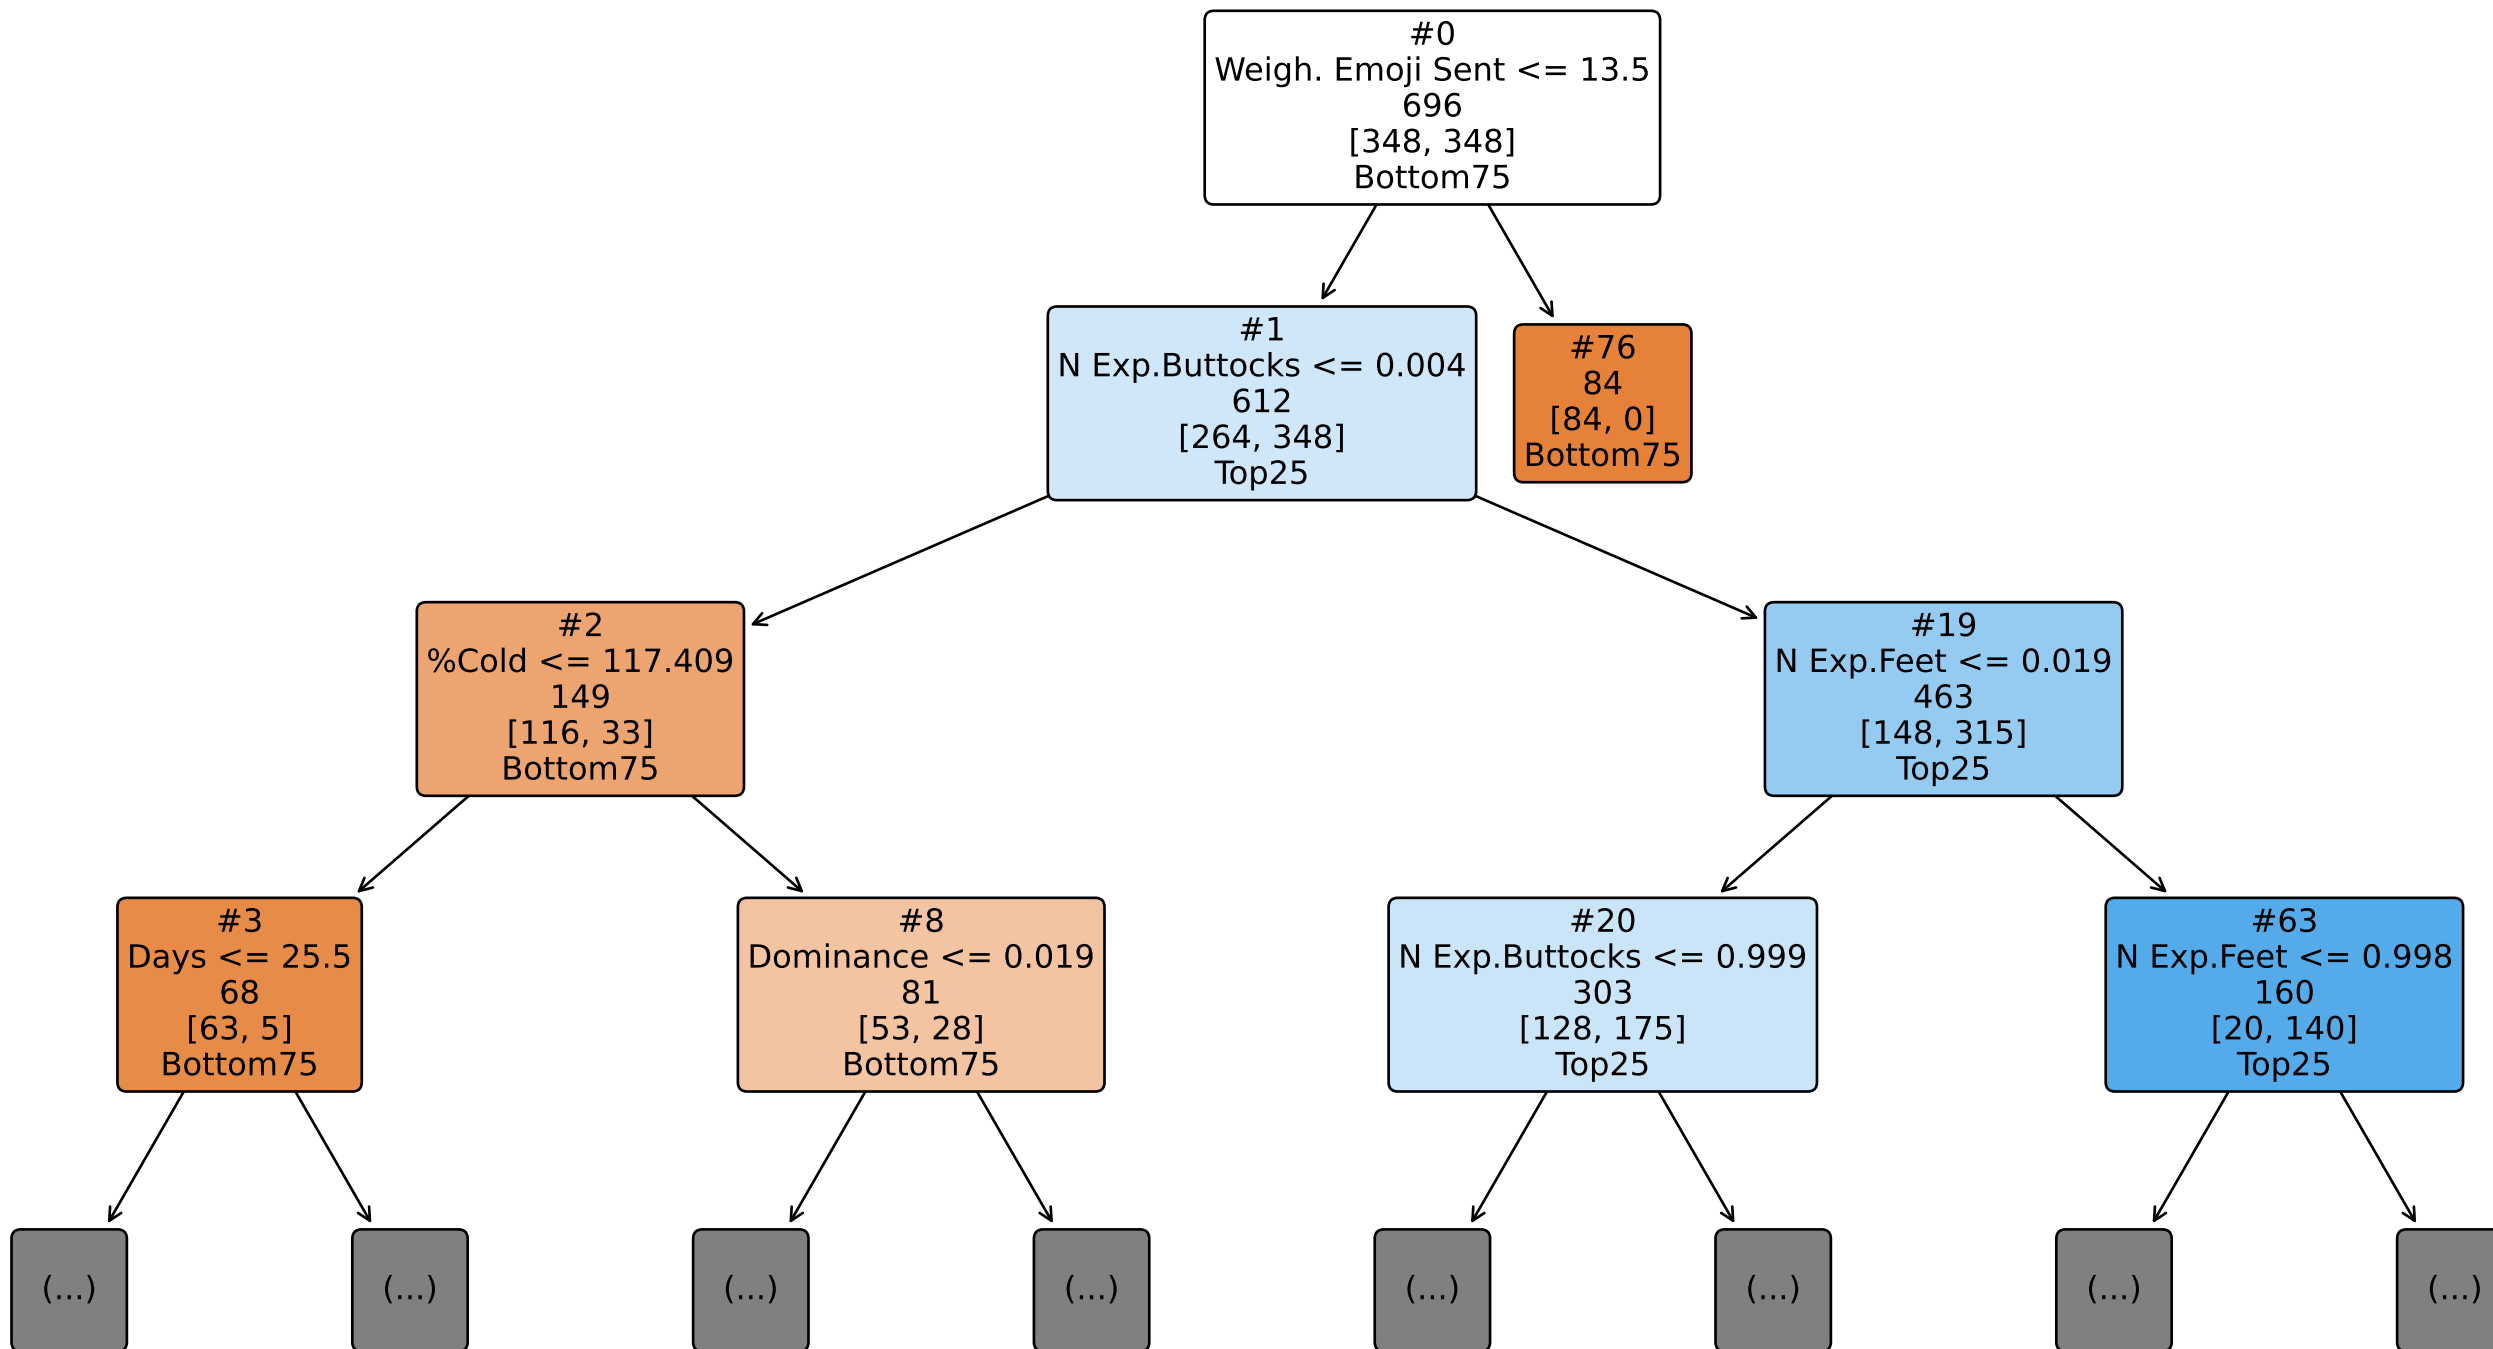 #0
Weigh. Emoji Sent <= 13.5
696
[348, 348]
Bottom75
#1
N Exp.Buttocks <= 0.004
612
[264, 348]
Top25
#76
84
[84, 0]
Bottom75
#2
%Cold <= 117.409
149
[116, 33]
Bottom75
#19
N Exp.Feet <= 0.019
463
[148, 315]
Top25
#3
Days <= 25.5
68
[63, 5]
Bottom75
#8
Dominance <= 0.019
81
[53, 28]
Bottom75
#20
N Exp.Buttocks <= 0.999
303
[128, 175]
Top25
#63
N Exp.Feet <= 0.998
160
[20, 140]
Top25
(...)
(...)
(...)
(...)
(...)
(...)
(...)
(...)